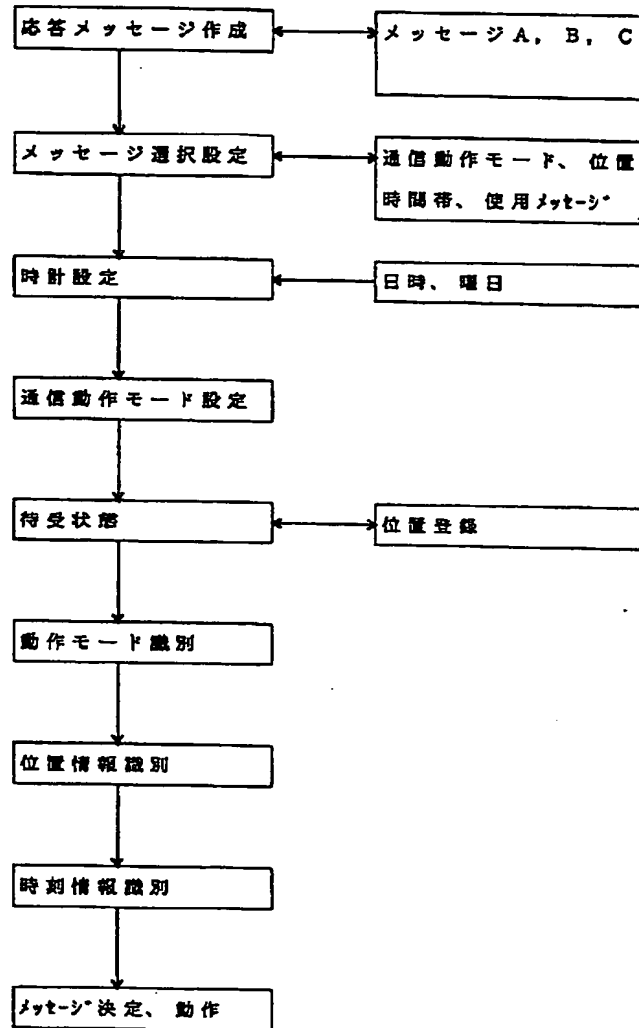 応答メッセージ作成
メッセージA, B, C
メッセージ選択設定
通信動作モード、位置
時間帯、使用メッセージ
時計設定
日時、曜日
通信動作モード設定
待受状態
位置登録
動作モード識別
位置情報識別
時刻情報識別
メッセージ決定、動作